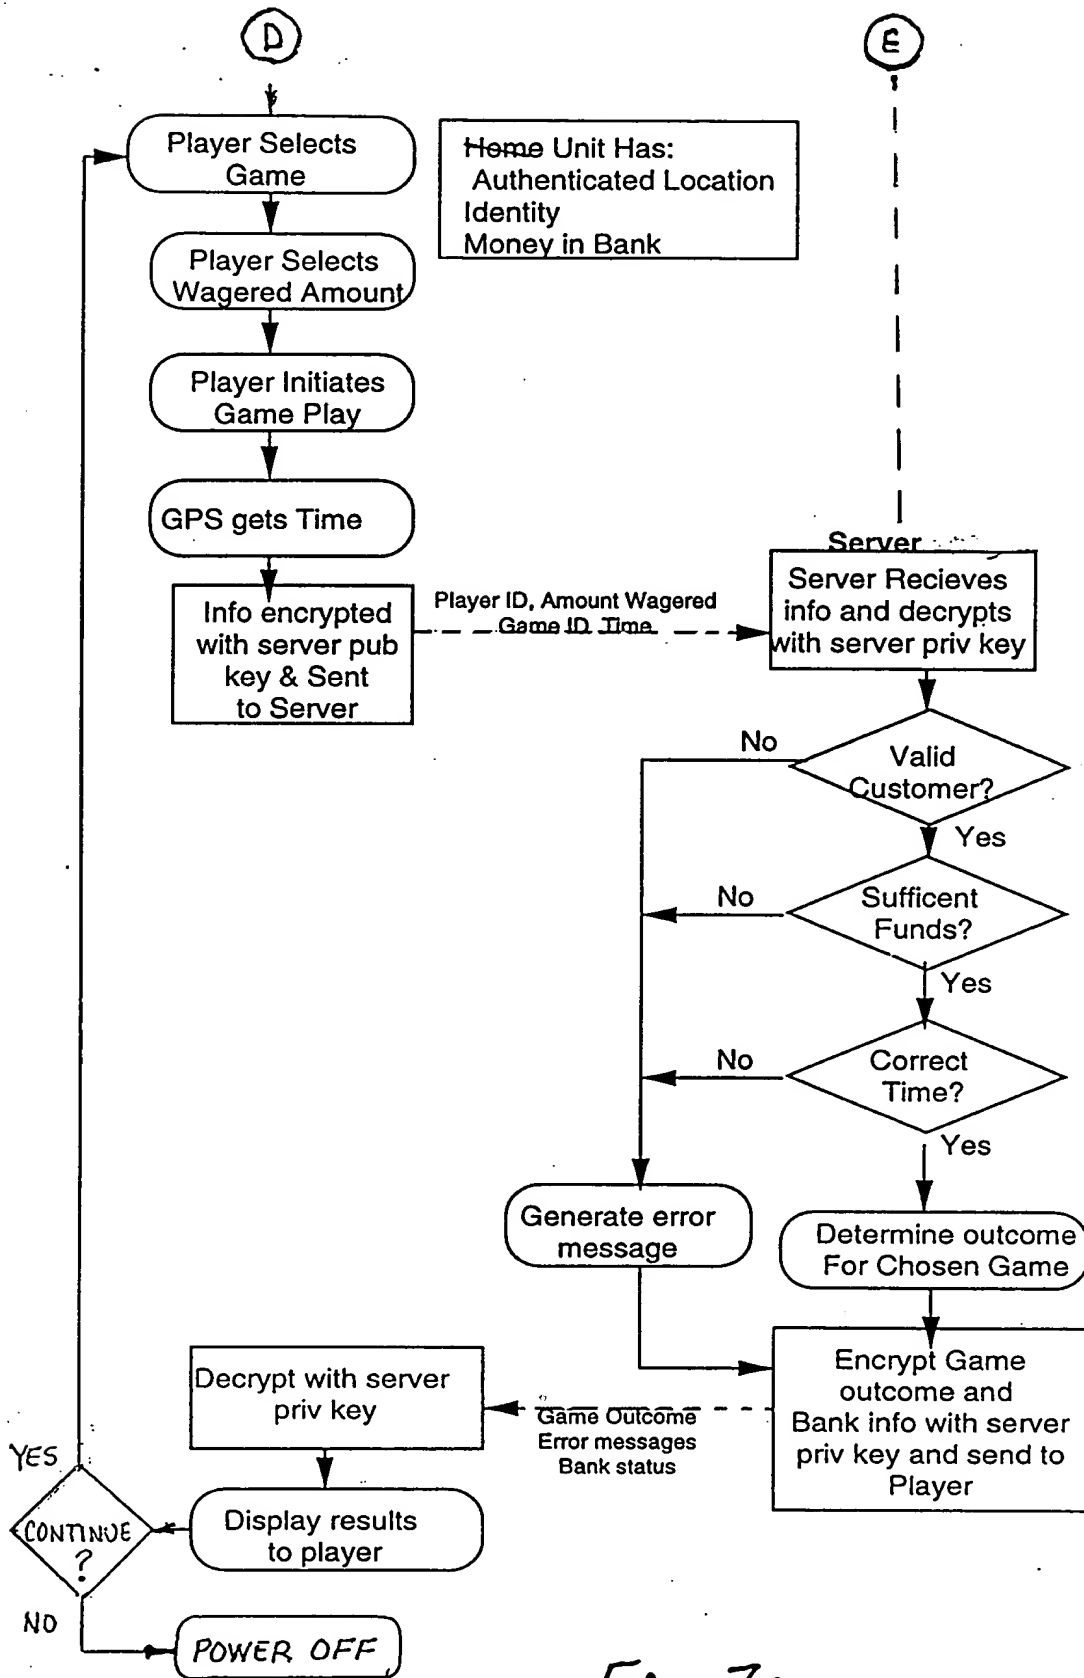 D
E
Player Selects
Game
Home Unit Has:
Authenticated Location
Identity
Money in Bank
Player Selects
Wagered Amount
Player Initiates
Game Play
GPS gets Time
Info encrypted
with server pub
key & Sent
to Server
Player ID, Amount Wagered
Game ID, Time
Server
Server Recieves
info and decrypts
with server priv key
Valid
Customer?
No
Yes
Sufficent
Funds?
No
Yes
Correct
Time?
No
Yes
Generate error
message
Determine outcome
For Chosen Game
Encrypt Game
outcome and
Bank info with server
priv key and send to
Player
Game Outcome
Error messages
Bank status
Decrypt with server
priv key
Display results
to player
YES
CONTINUE
?
NO
POWER OFF